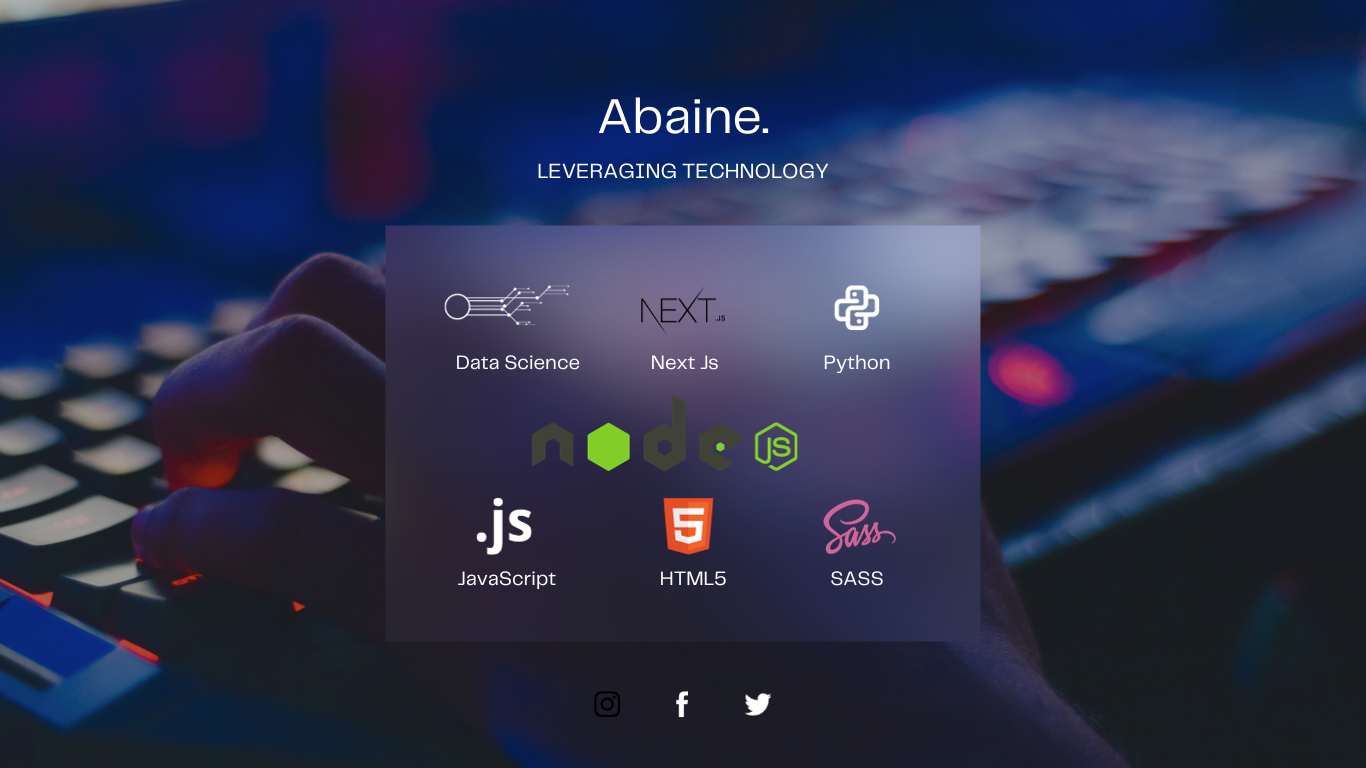 Abaine.
LEVERAGING TECHNOLOGY
NEXT.JS
Data Science
Next Js
Python
node JS
.js
5
Sass
JavaScript
HTML5
SASS